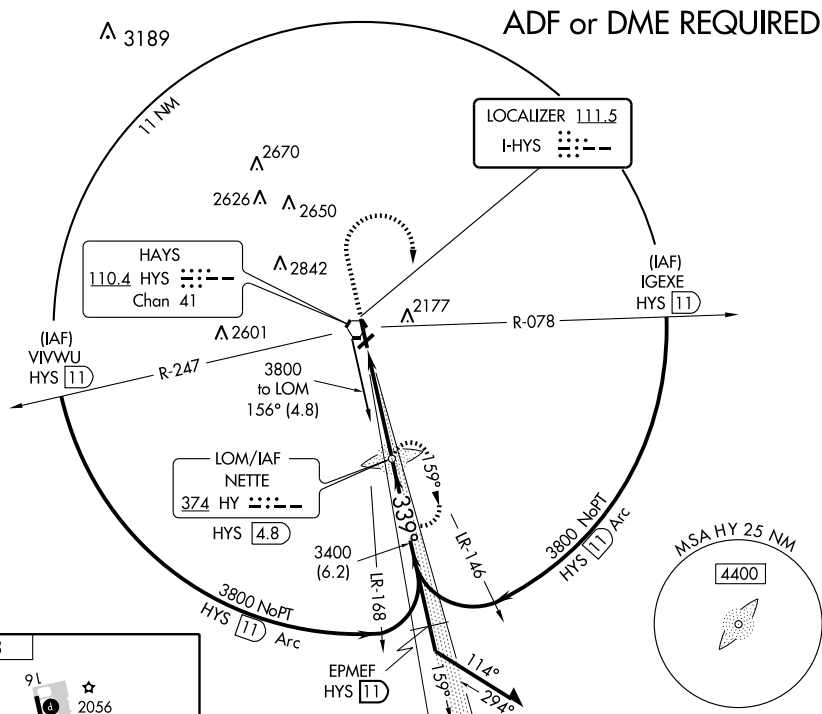 ADF or DME REQUIRED
3189
11 NM
LOCALIZER 111.5
I-HYS
2670
2626
2650
HAYS
110.4 HYS
Chan 41
2842
(IAF)
IGEXE
HYS 11
2177
2601
R-078
(IAF)
VIVWU
HYS 11
R-247
3800
to LOM
156° (4.8)
LOM/IAF
NETTE
374 HY
HYS 4.8
159°
339°
3400
(6.2)
LR-168
LR-146
3800 NoPT
HYS 11 Arc
3800 NoPT
HYS 11 Arc
MSA HY 25 NM
4400
EPMEF
HYS 11
159°
114°
294°
16
P
2056